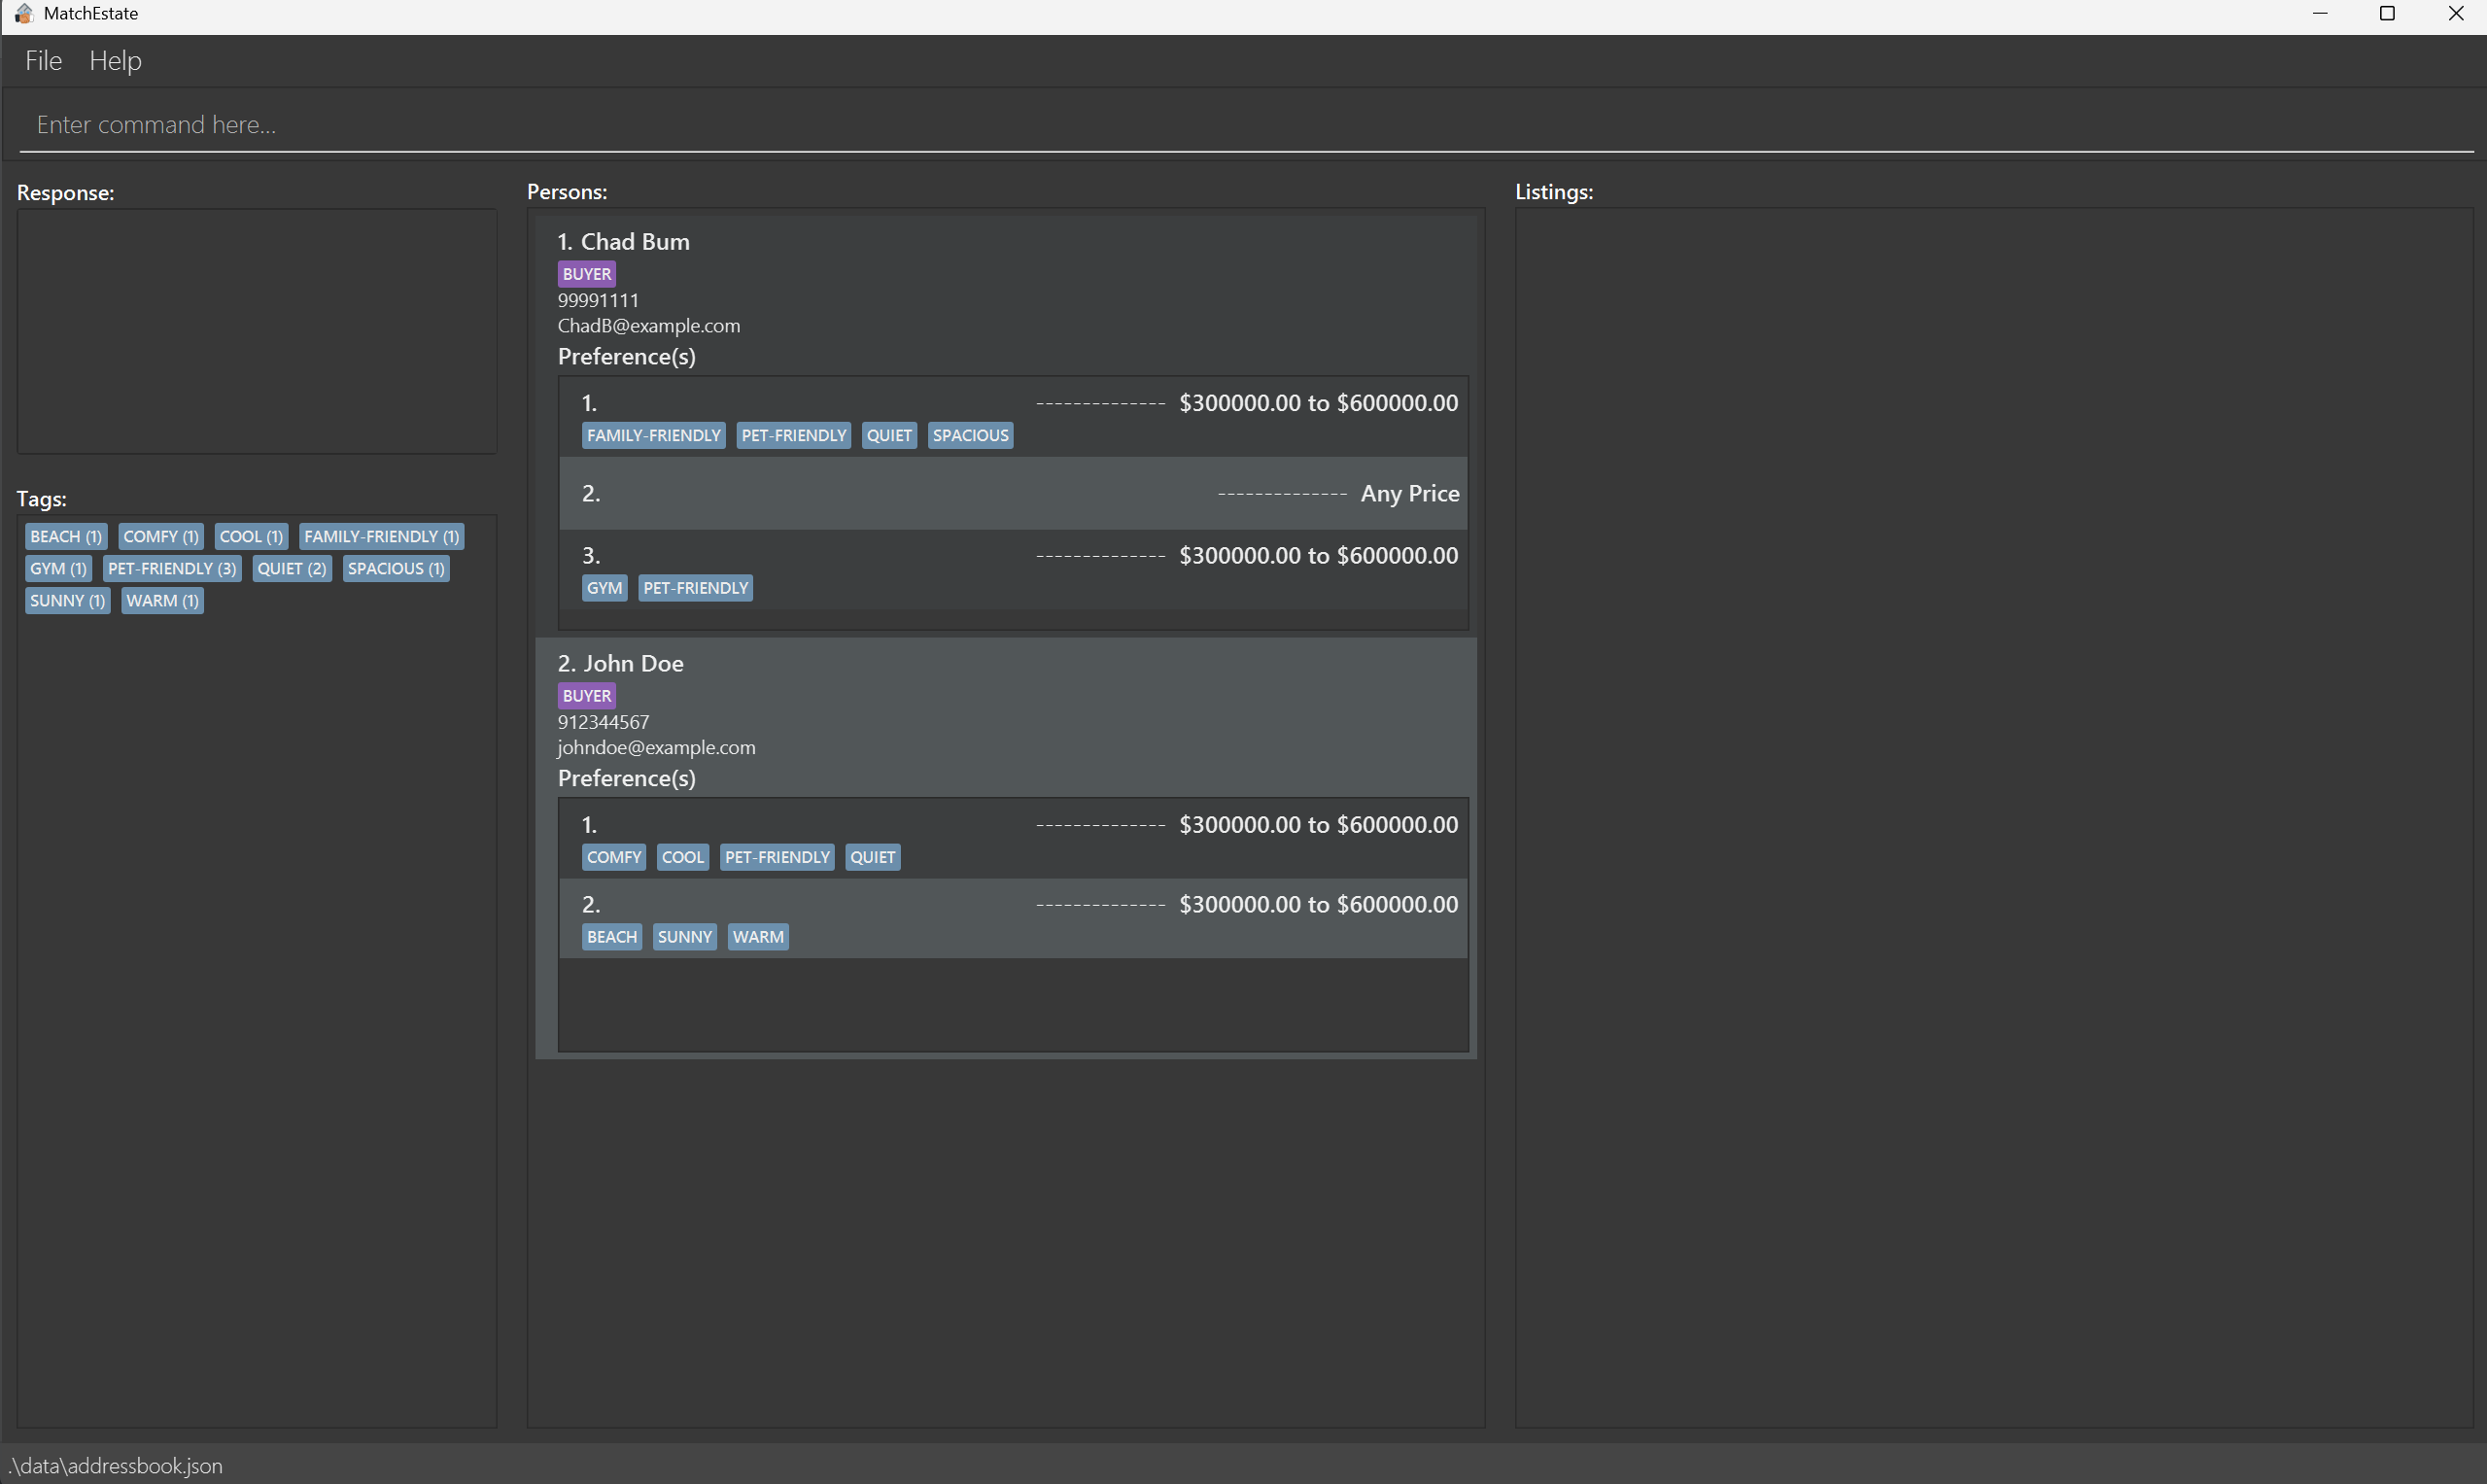 MatchEstate
File Help
Enter command here...
Response:
Tags:
BEACH (1) COMFY (1) COOL (1) FAMILY-FRIENDLY (1)
GYM (1) PET-FRIENDLY (3) QUIET (2) SPACIOUS (1)
SUNNY (1) WARM (1)
Persons:
1. Chad Bum
BUYER
99991111
ChadB@example.com
Preference(s)
1. -------------- $300000.00 to $600000.00
FAMILY-FRIENDLY PET-FRIENDLY QUIET SPACIOUS
2. -------------- Any Price
3. -------------- $300000.00 to $600000.00
GYM PET-FRIENDLY
2. John Doe
BUYER
912344567
johndoe@example.com
Preference(s)
1. -------------- $300000.00 to $600000.00
COMFY COOL PET-FRIENDLY QUIET
2. -------------- $300000.00 to $600000.00
BEACH SUNNY WARM
Listings:
.\data\addressbook.json